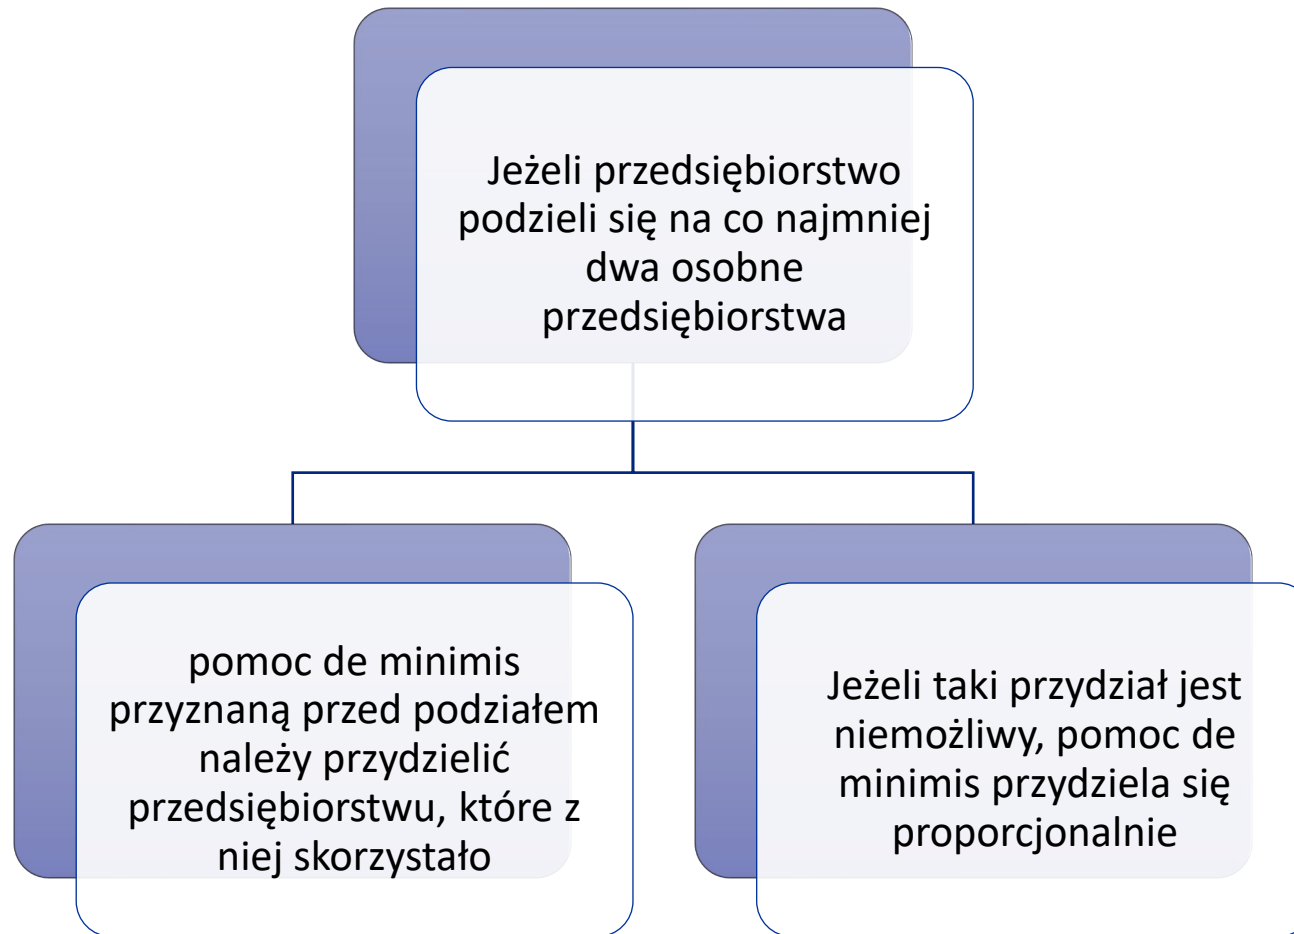 Jeżeli przedsiębiorstwo
podzieli się na co najmniej
dwa osobne
przedsiębiorstwa
pomoc de minimis
przyznaną przed podziałem
należy przydzielić
przedsiębiorstwu, które z
niej skorzystało
Jeżeli taki przydział jest
niemożliwy, pomoc de
minimis przydziela się
proporcjonalnie